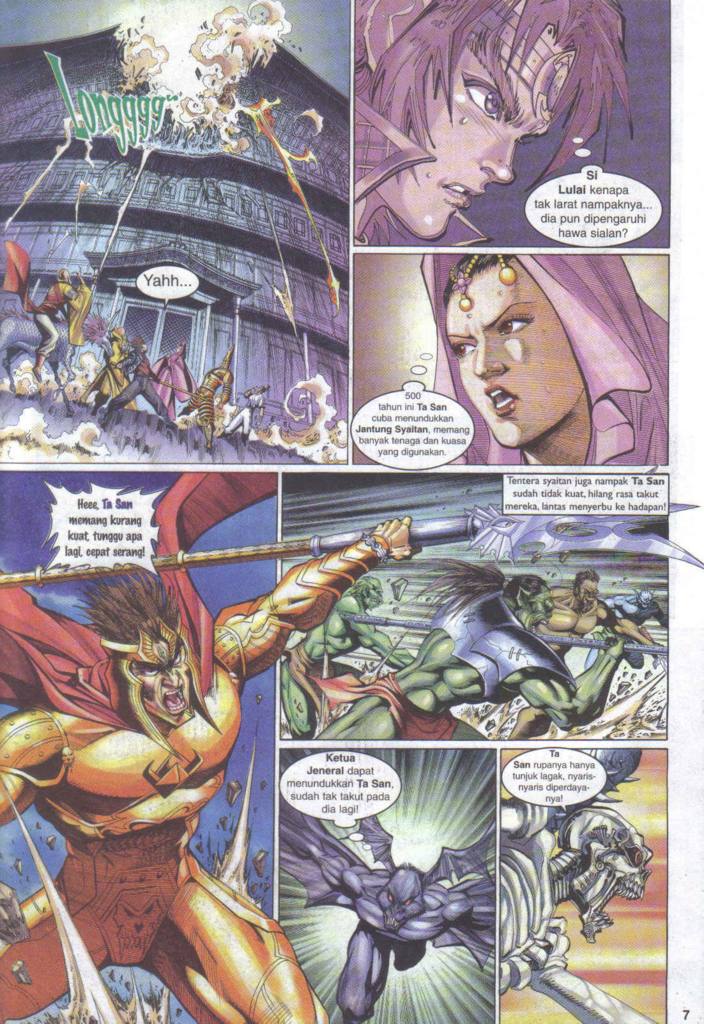 Longggg~
Yahh...
Si
Lulai kenapa
tak larat nampaknya...
dia pun dipengaruhi
hawa sialan?
500
tahun ini Ta San
cuba menundukkan
Jantung Syaitan, memang
banyak tenaga dan kuasa
yang digunakan.
Heee, Ta San
memang kurang
kuat, tunggu apa
lagi, cepat serang!
Tentera syaitan juga nampak Ta San
sudah tidak kuat, hilang rasa takut
mereka, lantas menyerbu ke hadapan!
Ketua
Jeneral dapat
menundukkan Ta San,
sudah tak takut pada
dia lagi!
Ta
San rupanya hanya
tunjuk lagak, nyaris-
nyaris diperdaya-
nya!
7